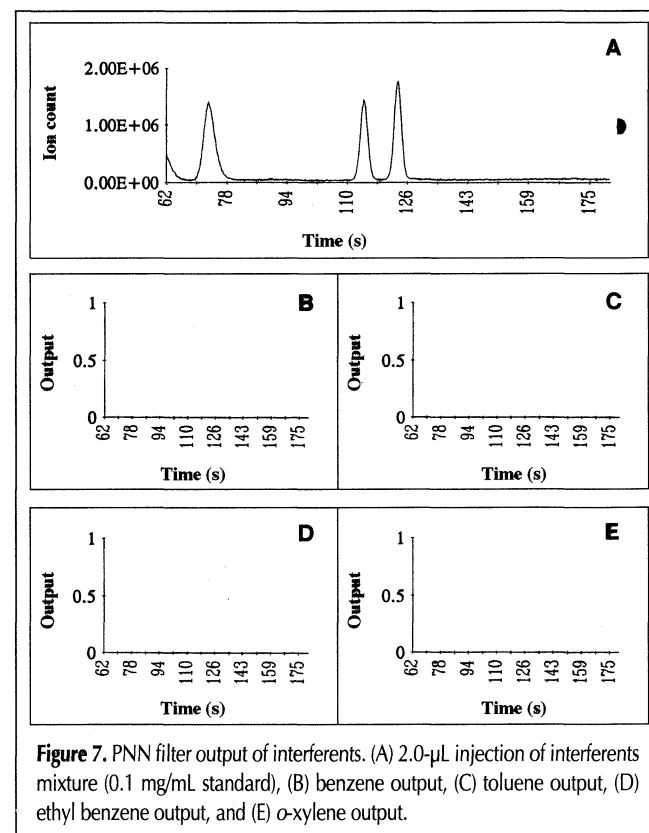 A
2.00E+06
1.00E+06
0.00E+00
Ion count
62 78 94 110 126 143 159 175
Time (s)
B
1
0.5
0
Output
62 78 94 110 126 143 159 175
Time (s)
C
1
0.5
0
Output
62 78 94 110 126 143 159 175
Time (s)
D
1
0.5
0
Output
62 78 94 110 126 143 159 175
Time (s)
E
1
0.5
0
Output
62 78 94 110 126 143 159 175
Time (s)
Figure 7. PNN filter output of interferents. (A) 2.0-µL injection of interferents
mixture (0.1 mg/mL standard), (B) benzene output, (C) toluene output, (D)
ethyl benzene output, and (E) o-xylene output.